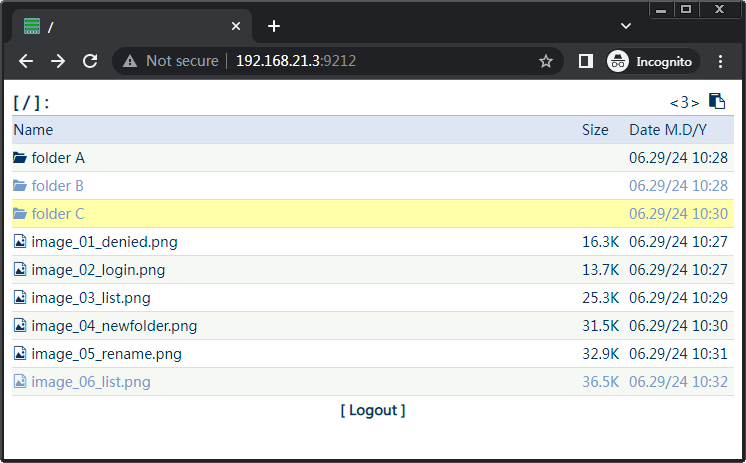 /
Not secure 192.168.21.3:9212 Incognito
[ / ] : < 3 >
Name Size Date M.D/Y
folder A 06.29/24 10:28
folder B 06.29/24 10:28
folder C 06.29/24 10:30
image_01_denied.png 16.3K 06.29/24 10:27
image_02_login.png 13.7K 06.29/24 10:27
image_03_list.png 25.3K 06.29/24 10:29
image_04_newfolder.png 31.5K 06.29/24 10:30
image_05_rename.png 32.9K 06.29/24 10:31
image_06_list.png 36.5K 06.29/24 10:32
[ Logout ]